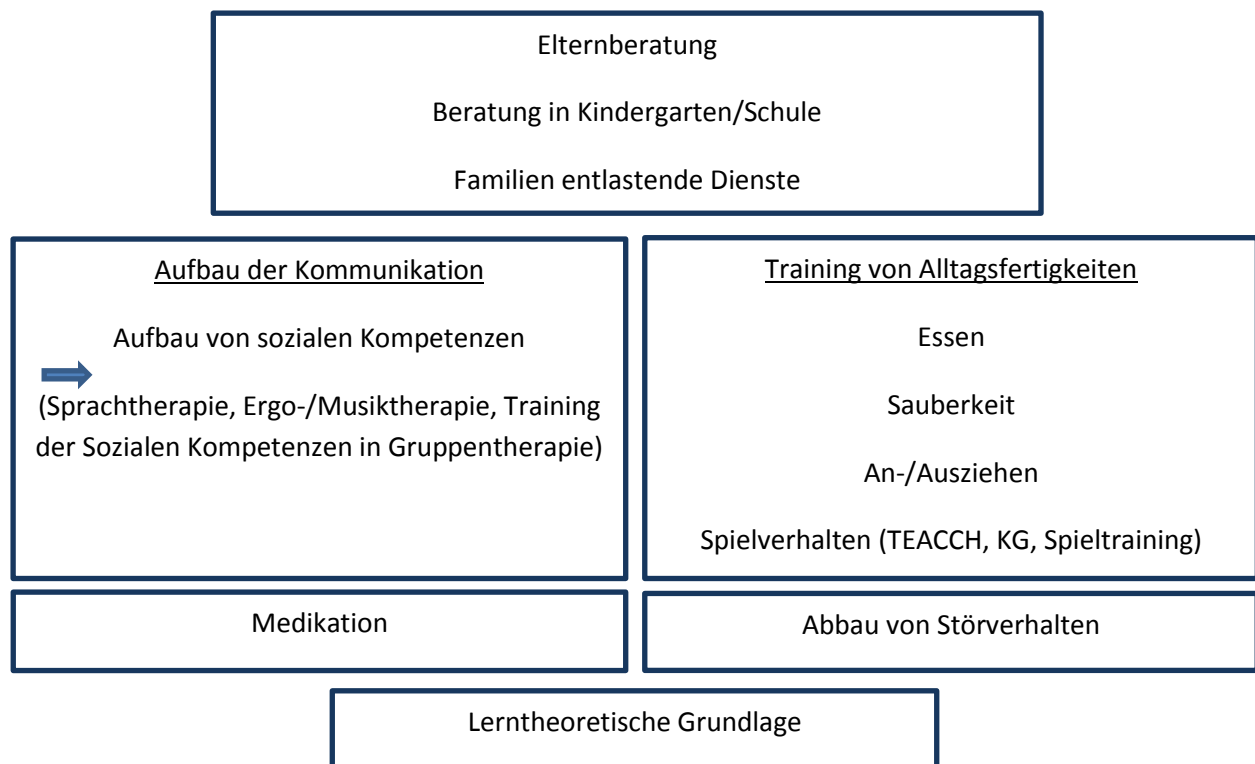 Elternberatung
Beratung in Kindergarten/Schule
Familien entlastende Dienste
Aufbau der Kommunikation
Aufbau von sozialen Kompetenzen
(Sprachtherapie, Ergo-/Musiktherapie, Training
der Sozialen Kompetenzen in Gruppentherapie)
Training von Alltagsfertigkeiten
Essen
Sauberkeit
An-/Ausziehen
Spielverhalten (TEACCH, KG, Spieltraining)
Medikation
Abbau von Störverhalten
Lerntheoretische Grundlage